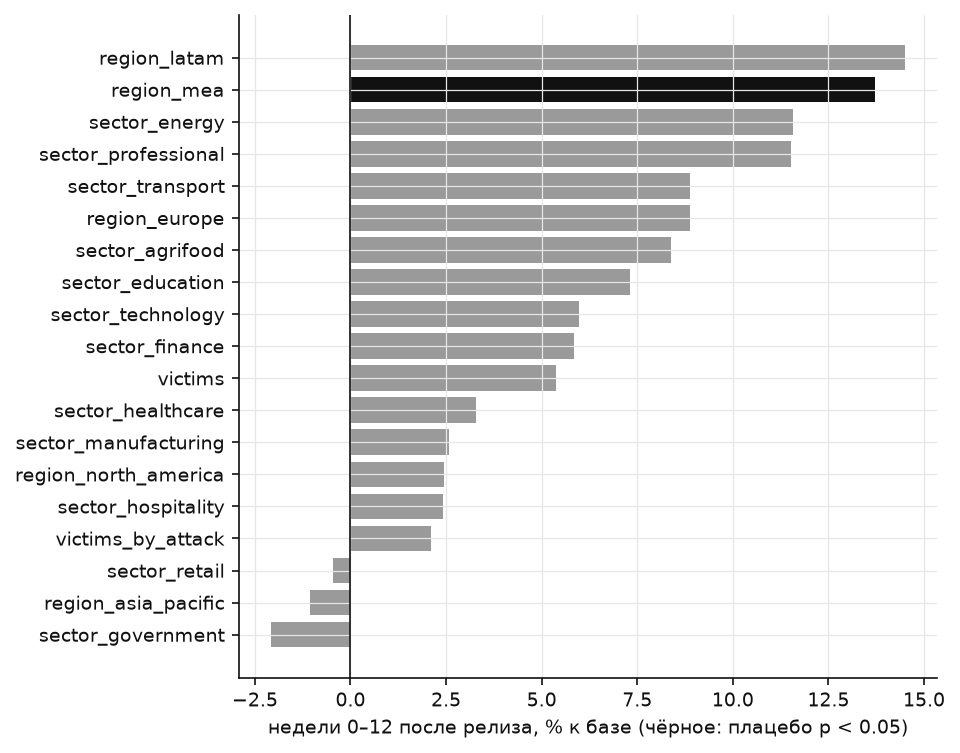 region_latam
region_mea
sector_energy
sector_professional
sector_transport
region_europe
sector_agrifood
sector_education
sector_technology
sector_finance
victims
sector_healthcare
sector_manufacturing
region_north_america
sector_hospitality
victims_by_attack
sector_retail
region_asia_pacific
sector_government
−2.5 0.0 2.5 5.0 7.5 10.0 12.5 15.0
недели 0–12 после релиза, % к базе (чёрное: плацебо p < 0.05)